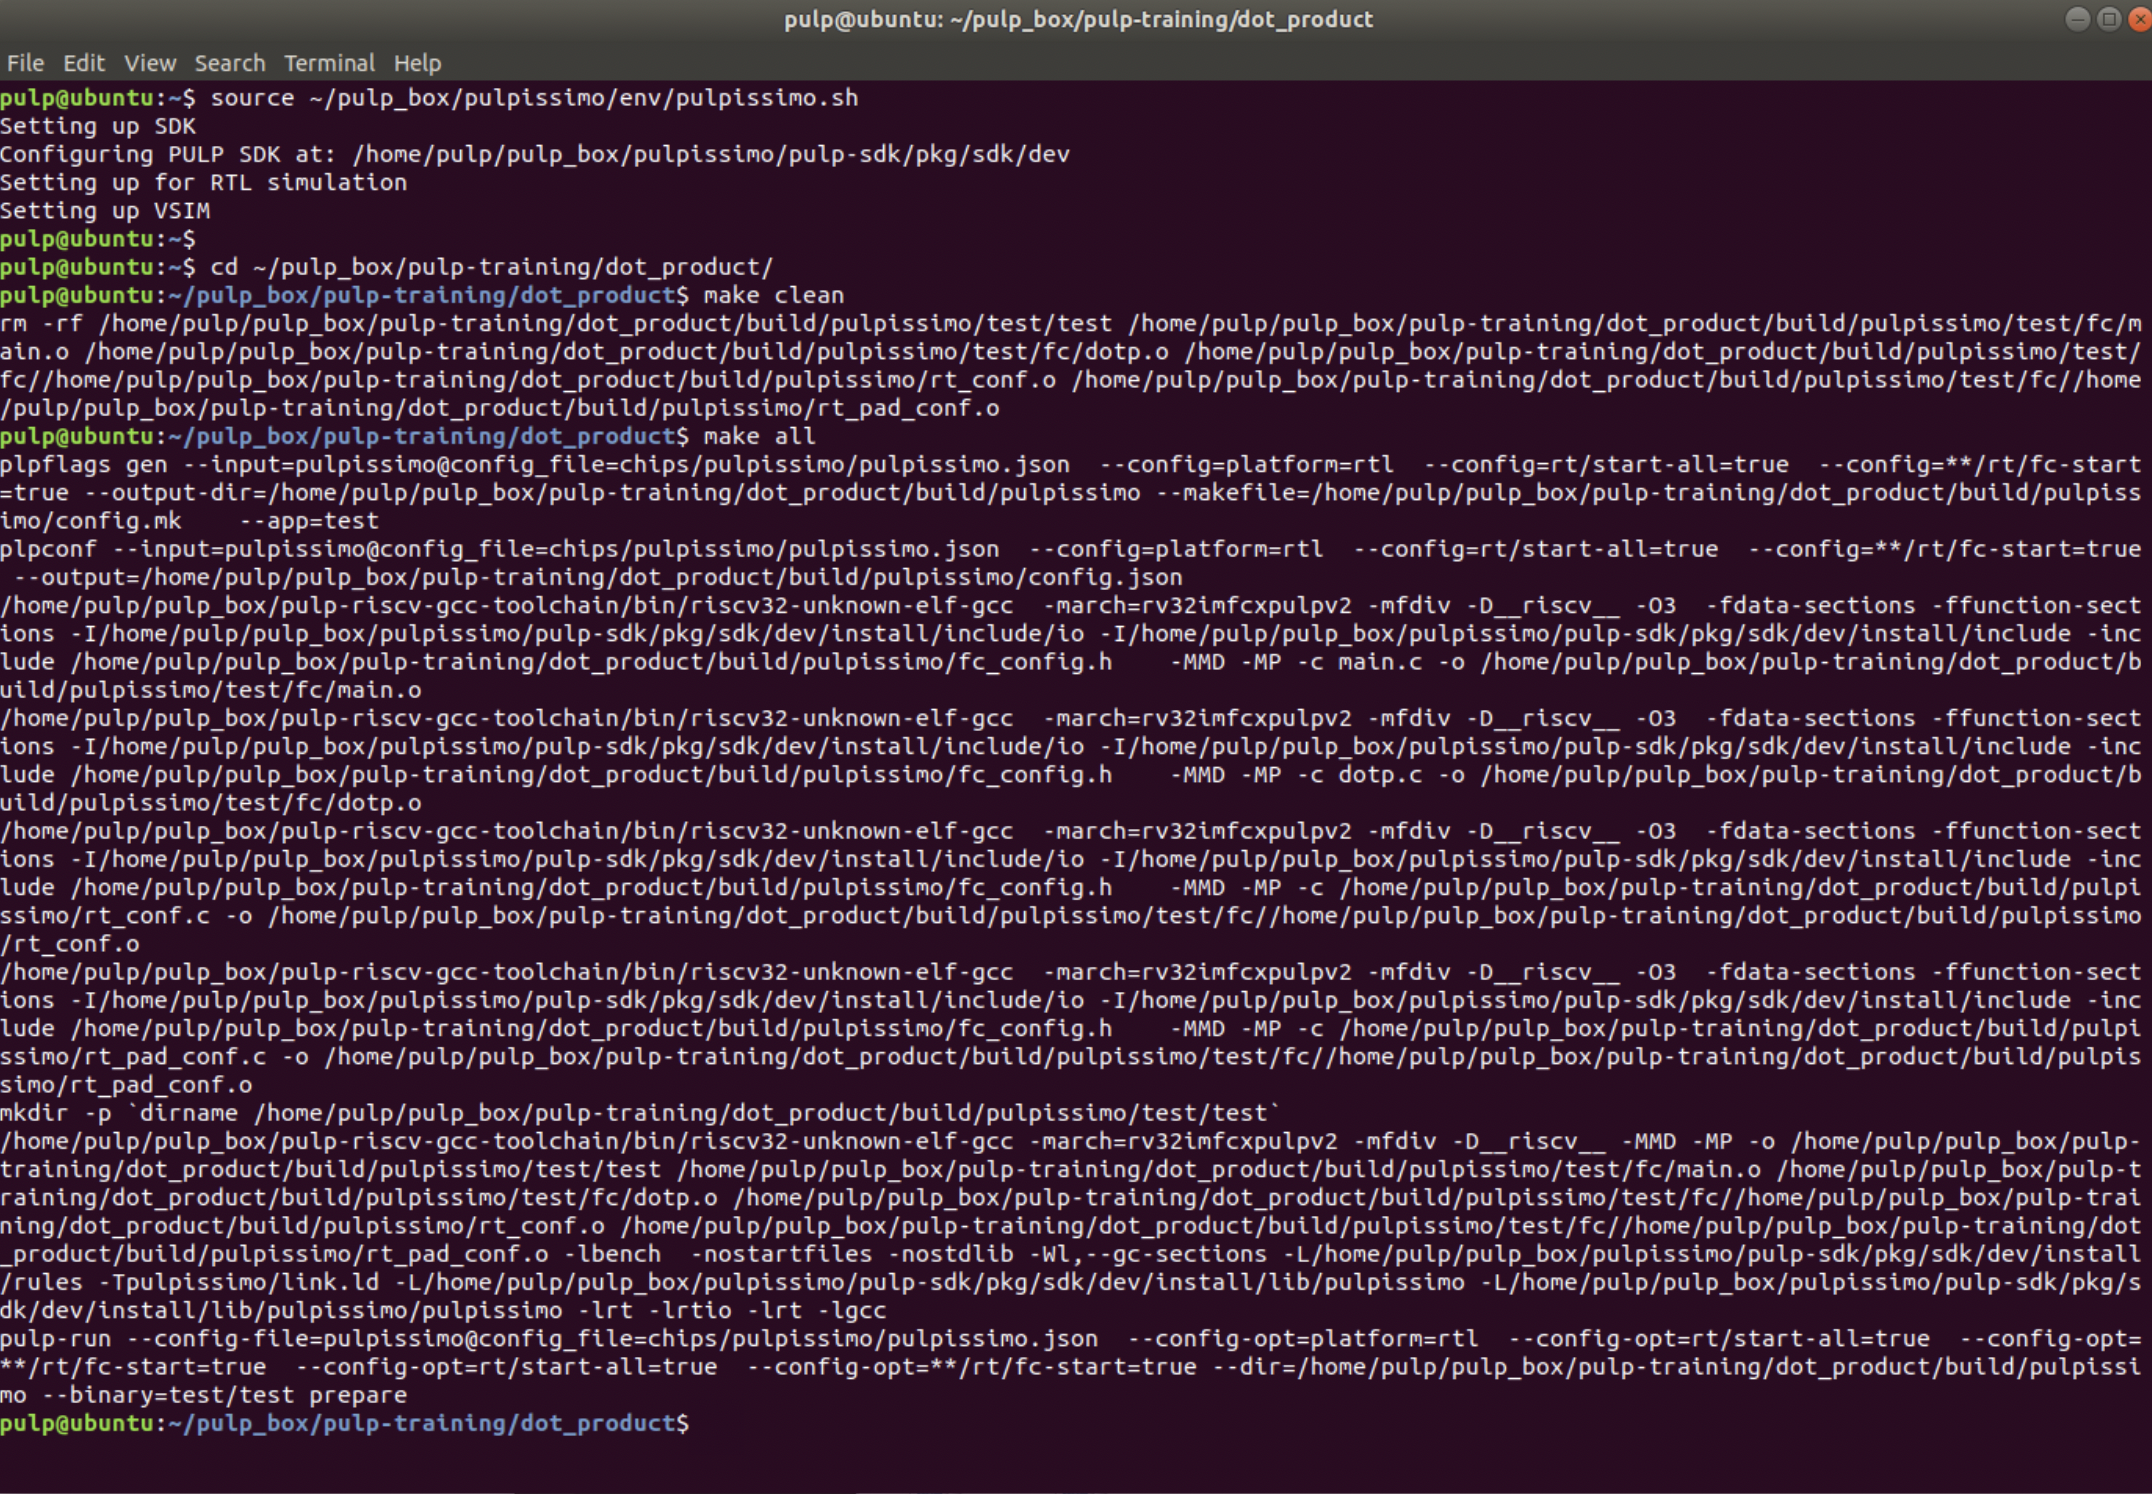 pulp@ubuntu: ~/pulp_box/pulp-training/dot_product
File Edit View Search Terminal Help
pulp@ubuntu:~$ source ~/pulp_box/pulpissimo/env/pulpissimo.sh
Setting up SDK
Configuring PULP SDK at: /home/pulp/pulp_box/pulpissimo/pulp-sdk/pkg/sdk/dev
Setting up for RTL simulation
Setting up VSIM
pulp@ubuntu:~$
pulp@ubuntu:~$ cd ~/pulp_box/pulp-training/dot_product/
pulp@ubuntu:~/pulp_box/pulp-training/dot_product$ make clean
rm -rf /home/pulp/pulp_box/pulp-training/dot_product/build/pulpissimo/test/test /home/pulp/pulp_box/pulp-training/dot_product/build/pulpissimo/test/fc/m
ain.o /home/pulp/pulp_box/pulp-training/dot_product/build/pulpissimo/test/fc/dotp.o /home/pulp/pulp_box/pulp-training/dot_product/build/pulpissimo/test/
fc//home/pulp/pulp_box/pulp-training/dot_product/build/pulpissimo/rt_conf.o /home/pulp/pulp_box/pulp-training/dot_product/build/pulpissimo/test/fc//home
/pulp/pulp_box/pulp-training/dot_product/build/pulpissimo/rt_pad_conf.o
pulp@ubuntu:~/pulp_box/pulp-training/dot_product$ make all
plpflags gen --input=pulpissimo@config_file=chips/pulpissimo/pulpissimo.json  --config=platform=rtl  --config=rt/start-all=true  --config=**/rt/fc-start
=true --output-dir=/home/pulp/pulp_box/pulp-training/dot_product/build/pulpissimo --makefile=/home/pulp/pulp_box/pulp-training/dot_product/build/pulpiss
imo/config.mk    --app=test
plpconf --input=pulpissimo@config_file=chips/pulpissimo/pulpissimo.json  --config=platform=rtl  --config=rt/start-all=true  --config=**/rt/fc-start=true
 --output=/home/pulp/pulp_box/pulp-training/dot_product/build/pulpissimo/config.json
/home/pulp/pulp_box/pulp-riscv-gcc-toolchain/bin/riscv32-unknown-elf-gcc  -march=rv32imfcxpulpv2 -mfdiv -D__riscv__ -O3  -fdata-sections -ffunction-sect
ions -I/home/pulp/pulp_box/pulpissimo/pulp-sdk/pkg/sdk/dev/install/include/io -I/home/pulp/pulp_box/pulpissimo/pulp-sdk/pkg/sdk/dev/install/include -inc
lude /home/pulp/pulp_box/pulp-training/dot_product/build/pulpissimo/fc_config.h    -MMD -MP -c main.c -o /home/pulp/pulp_box/pulp-training/dot_product/b
uild/pulpissimo/test/fc/main.o
/home/pulp/pulp_box/pulp-riscv-gcc-toolchain/bin/riscv32-unknown-elf-gcc  -march=rv32imfcxpulpv2 -mfdiv -D__riscv__ -O3  -fdata-sections -ffunction-sect
ions -I/home/pulp/pulp_box/pulpissimo/pulp-sdk/pkg/sdk/dev/install/include/io -I/home/pulp/pulp_box/pulpissimo/pulp-sdk/pkg/sdk/dev/install/include -inc
lude /home/pulp/pulp_box/pulp-training/dot_product/build/pulpissimo/fc_config.h    -MMD -MP -c dotp.c -o /home/pulp/pulp_box/pulp-training/dot_product/b
uild/pulpissimo/test/fc/dotp.o
/home/pulp/pulp_box/pulp-riscv-gcc-toolchain/bin/riscv32-unknown-elf-gcc  -march=rv32imfcxpulpv2 -mfdiv -D__riscv__ -O3  -fdata-sections -ffunction-sect
ions -I/home/pulp/pulp_box/pulpissimo/pulp-sdk/pkg/sdk/dev/install/include/io -I/home/pulp/pulp_box/pulpissimo/pulp-sdk/pkg/sdk/dev/install/include -inc
lude /home/pulp/pulp_box/pulp-training/dot_product/build/pulpissimo/fc_config.h    -MMD -MP -c /home/pulp/pulp_box/pulp-training/dot_product/build/pulpi
ssimo/rt_conf.c -o /home/pulp/pulp_box/pulp-training/dot_product/build/pulpissimo/test/fc//home/pulp/pulp_box/pulp-training/dot_product/build/pulpissimo
/rt_conf.o
/home/pulp/pulp_box/pulp-riscv-gcc-toolchain/bin/riscv32-unknown-elf-gcc  -march=rv32imfcxpulpv2 -mfdiv -D__riscv__ -O3  -fdata-sections -ffunction-sect
ions -I/home/pulp/pulp_box/pulpissimo/pulp-sdk/pkg/sdk/dev/install/include/io -I/home/pulp/pulp_box/pulpissimo/pulp-sdk/pkg/sdk/dev/install/include -inc
lude /home/pulp/pulp_box/pulp-training/dot_product/build/pulpissimo/fc_config.h    -MMD -MP -c /home/pulp/pulp_box/pulp-training/dot_product/build/pulpi
ssimo/rt_pad_conf.c -o /home/pulp/pulp_box/pulp-training/dot_product/build/pulpissimo/test/fc//home/pulp/pulp_box/pulp-training/dot_product/build/pulpis
simo/rt_pad_conf.o
mkdir -p `dirname /home/pulp/pulp_box/pulp-training/dot_product/build/pulpissimo/test/test`
/home/pulp/pulp_box/pulp-riscv-gcc-toolchain/bin/riscv32-unknown-elf-gcc -march=rv32imfcxpulpv2 -mfdiv -D__riscv__ -MMD -MP -o /home/pulp/pulp_box/pulp-
training/dot_product/build/pulpissimo/test/test /home/pulp/pulp_box/pulp-training/dot_product/build/pulpissimo/test/fc/main.o /home/pulp/pulp_box/pulp-t
raining/dot_product/build/pulpissimo/test/fc/dotp.o /home/pulp/pulp_box/pulp-training/dot_product/build/pulpissimo/test/fc//home/pulp/pulp_box/pulp-trai
ning/dot_product/build/pulpissimo/rt_conf.o /home/pulp/pulp_box/pulp-training/dot_product/build/pulpissimo/test/fc//home/pulp/pulp_box/pulp-training/dot
_product/build/pulpissimo/rt_pad_conf.o -lbench  -nostartfiles -nostdlib -Wl,--gc-sections -L/home/pulp/pulp_box/pulpissimo/pulp-sdk/pkg/sdk/dev/install
/rules -Tpulpissimo/link.ld -L/home/pulp/pulp_box/pulpissimo/pulp-sdk/pkg/sdk/dev/install/lib/pulpissimo -L/home/pulp/pulp_box/pulpissimo/pulp-sdk/pkg/s
dk/dev/install/lib/pulpissimo/pulpissimo -lrt -lrtio -lrt -lgcc
pulp-run --config-file=pulpissimo@config_file=chips/pulpissimo/pulpissimo.json  --config-opt=platform=rtl  --config-opt=rt/start-all=true  --config-opt=
**/rt/fc-start=true  --config-opt=rt/start-all=true  --config-opt=**/rt/fc-start=true --dir=/home/pulp/pulp_box/pulp-training/dot_product/build/pulpissi
mo --binary=test/test prepare
pulp@ubuntu:~/pulp_box/pulp-training/dot_product$